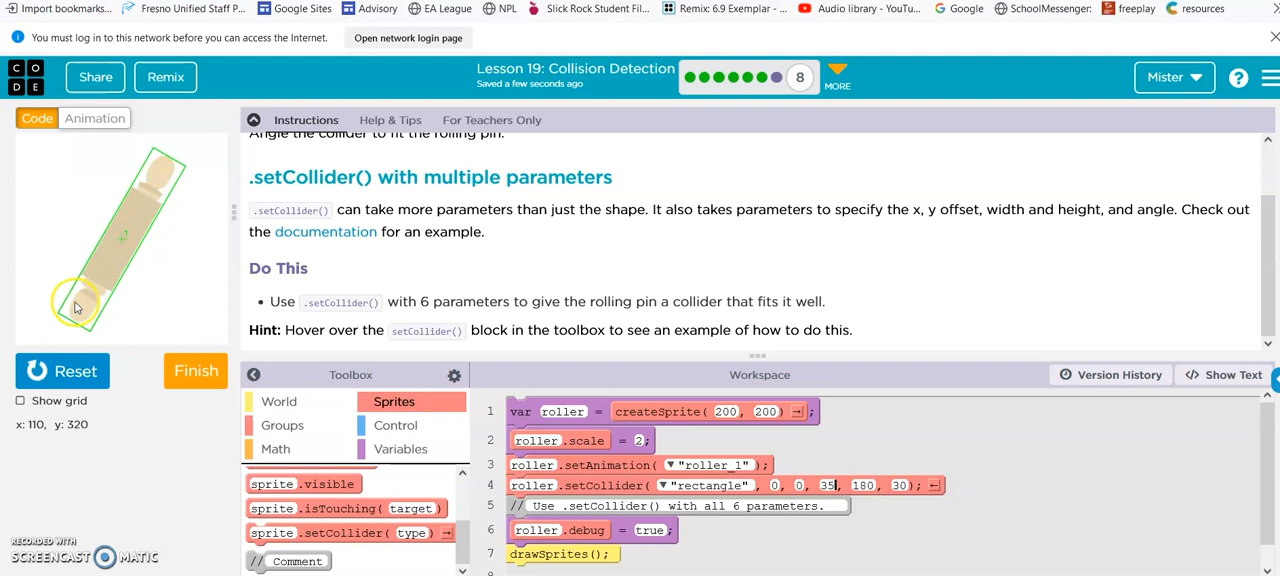 Import bookmarks... Fresno Unified Staff P... Google Sites Advisory EA League NPL Slick Rock Student Fil... Remix: 6.9 Exemplar - ... Audio library - YouTu... Google SchoolMessenger: freeplay resources
You must log in to this network before you can access the Internet. Open network login page
C O D E Share Remix Lesson 19: Collision Detection 8 MORE Mister ?
Saved a few seconds ago
Code Animation Instructions Help & Tips For Teachers Only
Angle the collider to fit the rolling pin.
.setCollider() with multiple parameters
.setCollider() can take more parameters than just the shape. It also takes parameters to specify the x, y offset, width and height, and angle. Check out
the documentation for an example.
Do This
• Use .setCollider() with 6 parameters to give the rolling pin a collider that fits it well.
Hint: Hover over the setCollider() block in the toolbox to see an example of how to do this.
Reset Finish
Show grid
x: 110, y: 320
Toolbox Workspace Version History </> Show Text
World Sprites
Groups Control
Math Variables
sprite.visible
sprite.isTouching( target )
sprite.setCollider( type )
// Comment
1 var roller = createSprite( 200, 200) ;
2 roller.scale = 2;
3 roller.setAnimation( "roller_1" );
4 roller.setCollider( "rectangle" , 0, 0, 35, 180, 30);
5 // Use .setCollider() with all 6 parameters.
6 roller.debug = true;
7 drawSprites();
8
RECORDED WITH
SCREENCAST MATIC